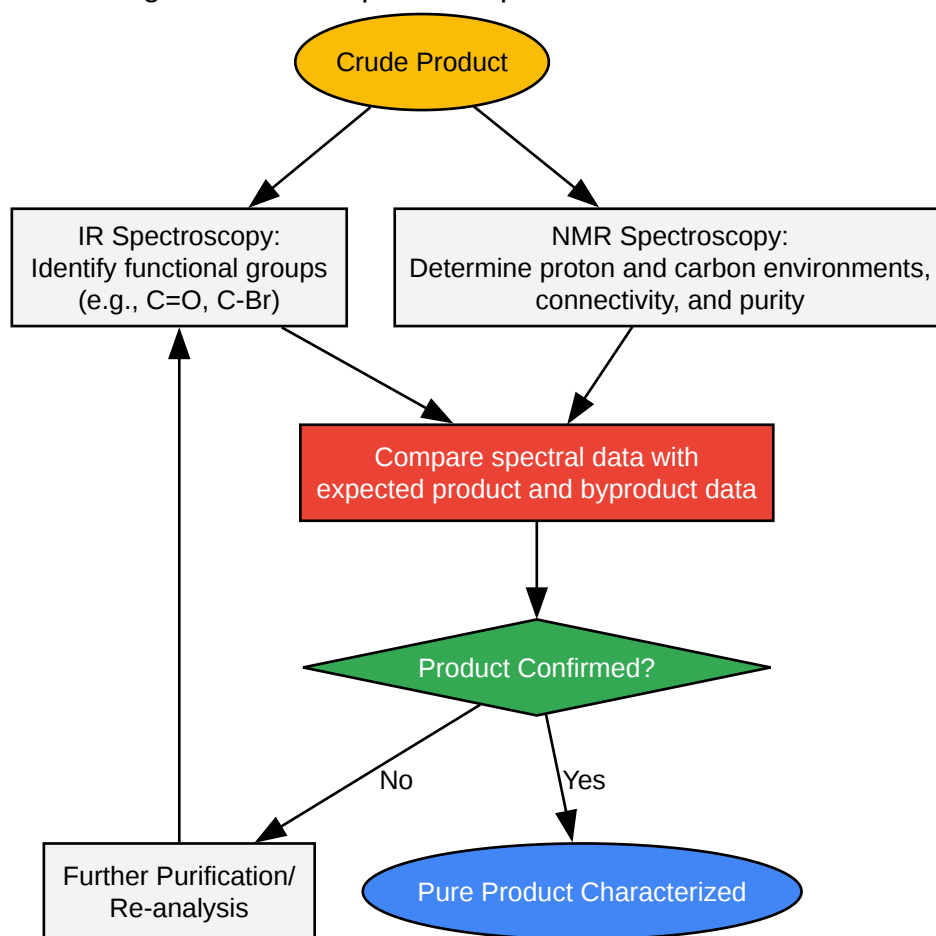 Crude Product
IR Spectroscopy:
Identify functional groups
(e.g., C=O, C-Br)
NMR Spectroscopy:
Determine proton and carbon environments,
connectivity, and purity
Compare spectral data with
expected product and byproduct data
Product Confirmed?
No
Yes
Further Purification/
Re-analysis
Pure Product Characterized